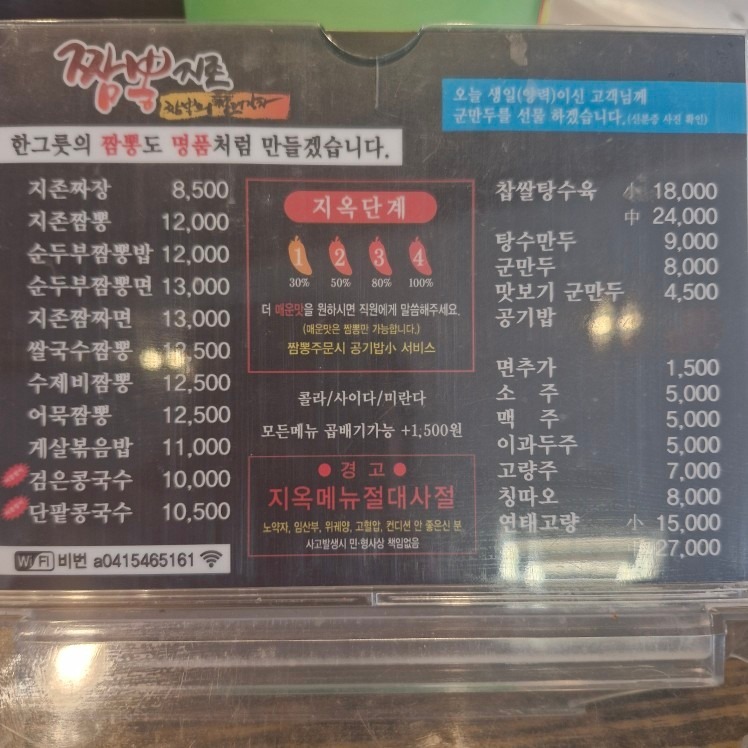 짬뽕지존
오늘 생일(양력)이신 고객님께
군만두를 선물 하겠습니다.(신분증 사진 확인)
한그릇의 짬뽕도 명품처럼 만들겠습니다.
지존짜장 8,500
지존짬뽕 12,000
순두부짬뽕밥 12,000
순두부짬뽕면 13,000
지존짬짜면 13,000
쌀국수짬뽕
수제비짬뽕 12,500
어묵짬뽕 12,500
게살볶음밥 11,000
검은콩국수 10,000
단팥콩국수 10,500
WiFi 비번 a0415465161
지옥단계
1 2 3 4
30% 50% 80% 100%
더 매운맛을 원하시면 직원에게 말씀해주세요.
(매운맛은 짬뽕만 가능합니다.)
짬뽕주문시 공기밥小 서비스
콜라/사이다/미란다
모든메뉴 곱배기가능 +1,500원
경고
지옥메뉴절대사절
노약자, 임산부, 위궤양, 고혈압, 컨디션 안 좋은신 분
사고발생시 민·형사상 책임없음
찹쌀탕수육 小 18,000
中 24,000
탕수만두 9,000
군만두 8,000
맛보기 군만두 4,500
공기밥
면추가 1,500
소 주 5,000
맥 주 5,000
이과두주 5,000
고량주 7,000
칭따오 8,000
연태고량 小 15,000
27,000